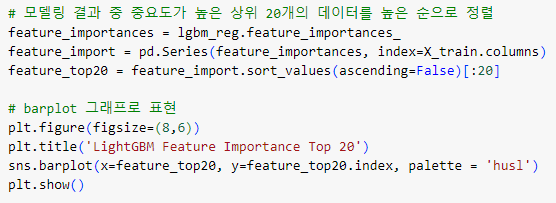 # 모델링 결과 중 중요도가 높은 상위 20개의 데이터를 높은 순으로 정렬
feature_importances = lgbm_reg.feature_importances_
feature_import = pd.Series(feature_importances, index=X_train.columns)
feature_top20 = feature_import.sort_values(ascending=False)[:20]

# barplot 그래프로 표현
plt.figure(figsize=(8,6))
plt.title('LightGBM Feature Importance Top 20')
sns.barplot(x=feature_top20, y=feature_top20.index, palette = 'husl')
plt.show()